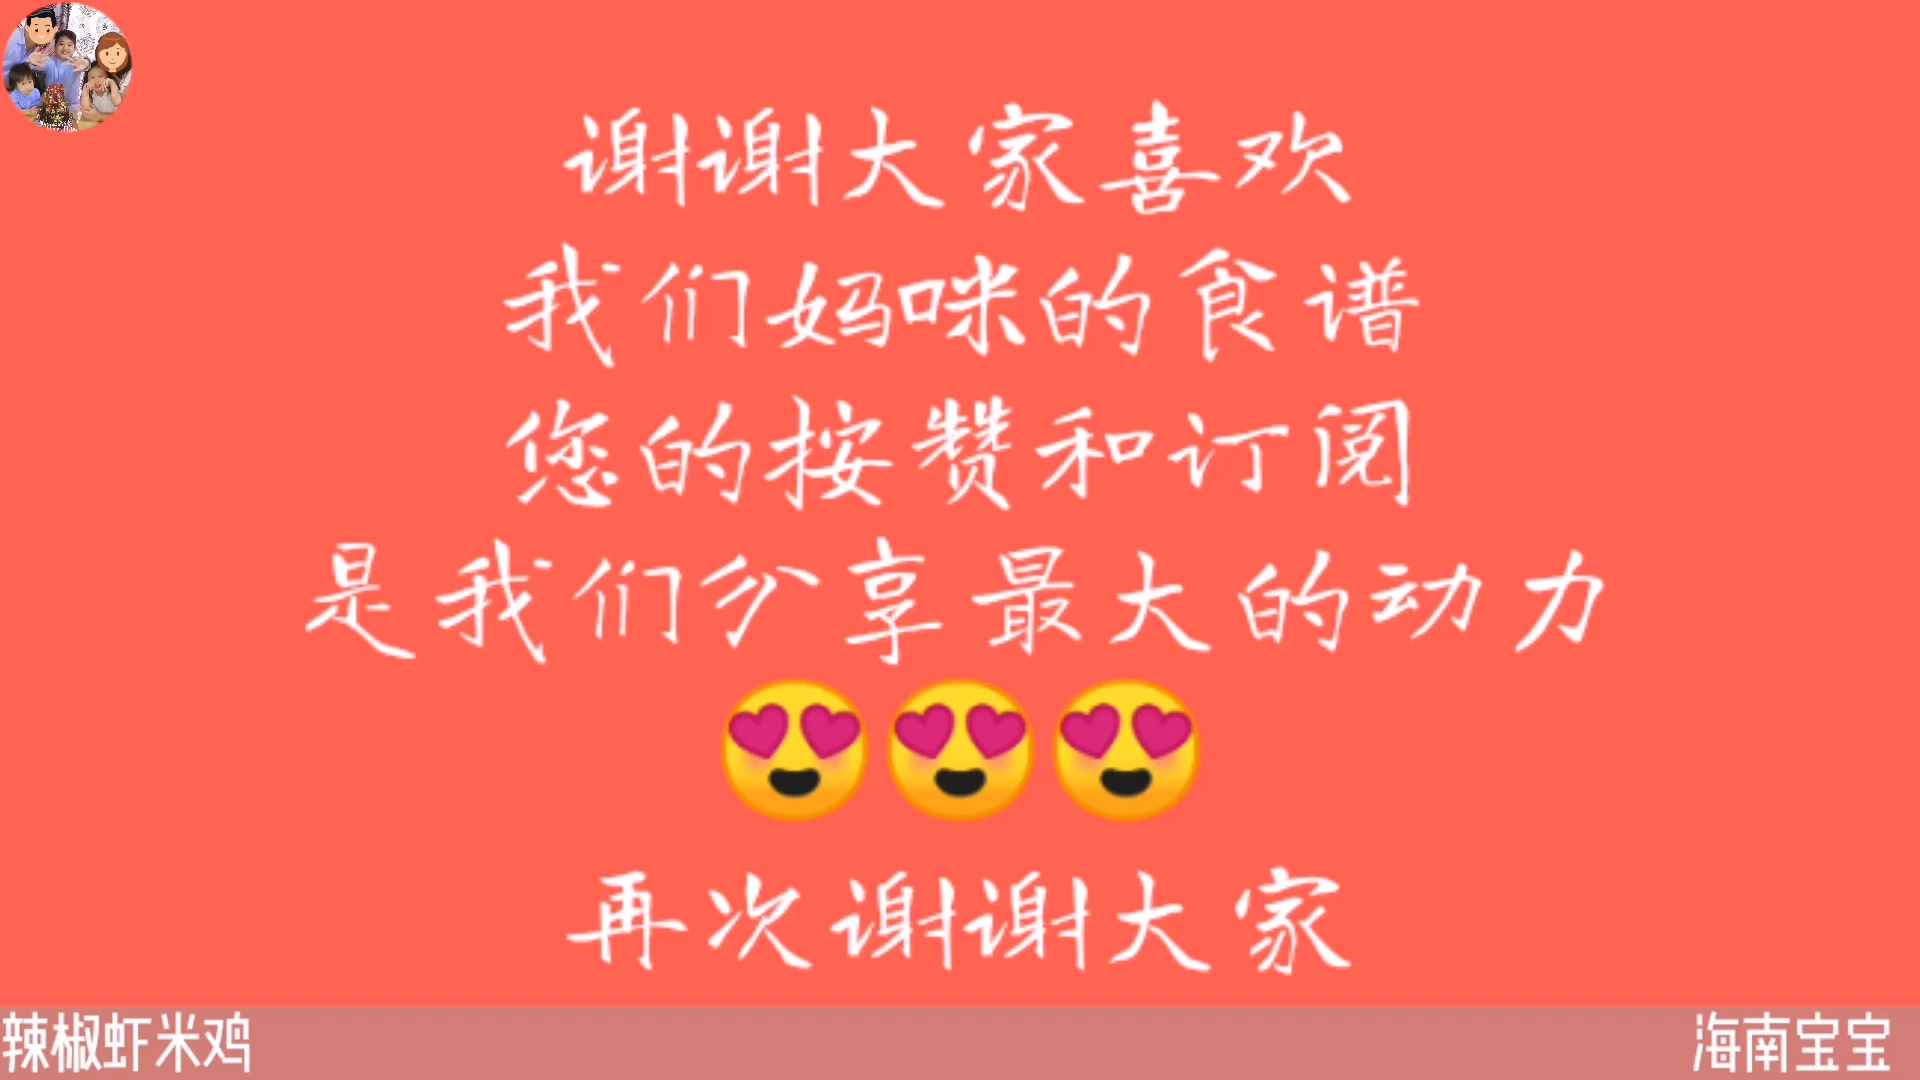 谢谢大家喜欢
我们妈咪的食谱
您的按赞和订阅
是我们分享最大的动力
😍😍😍
再次谢谢大家
辣椒虾米鸡
海南宝宝